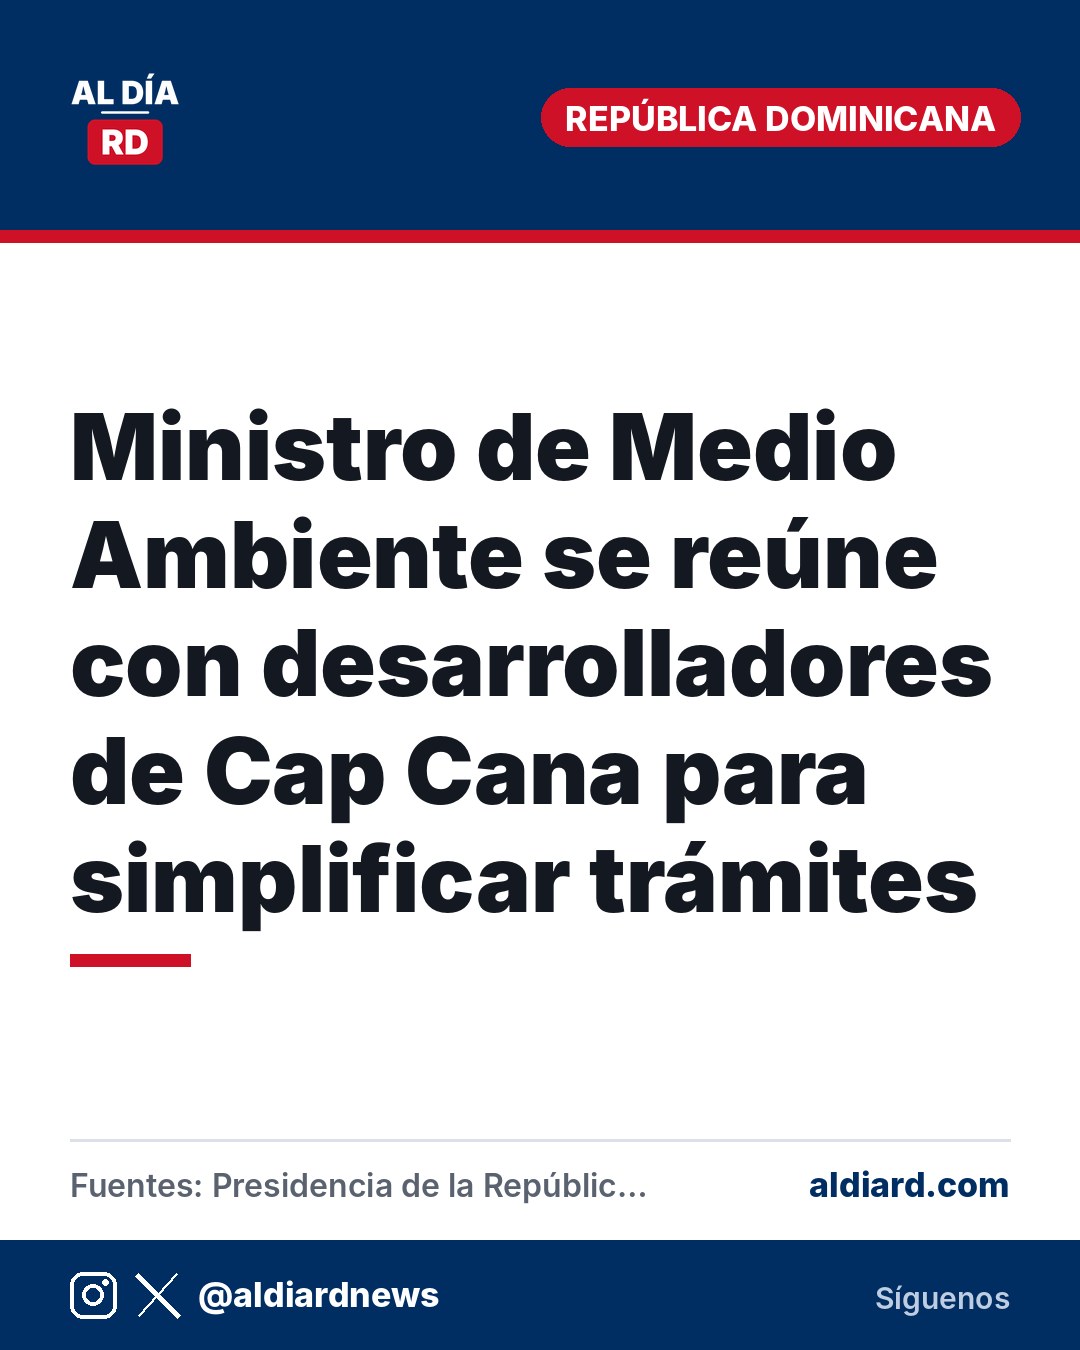 AL DÍA
RD
REPÚBLICA DOMINICANA
Ministro de Medio
Ambiente se reúne
con desarrolladores
de Cap Cana para
simplificar trámites
Fuentes: Presidencia de la Repúblic...
aldiard.com
@aldiardnews
Síguenos